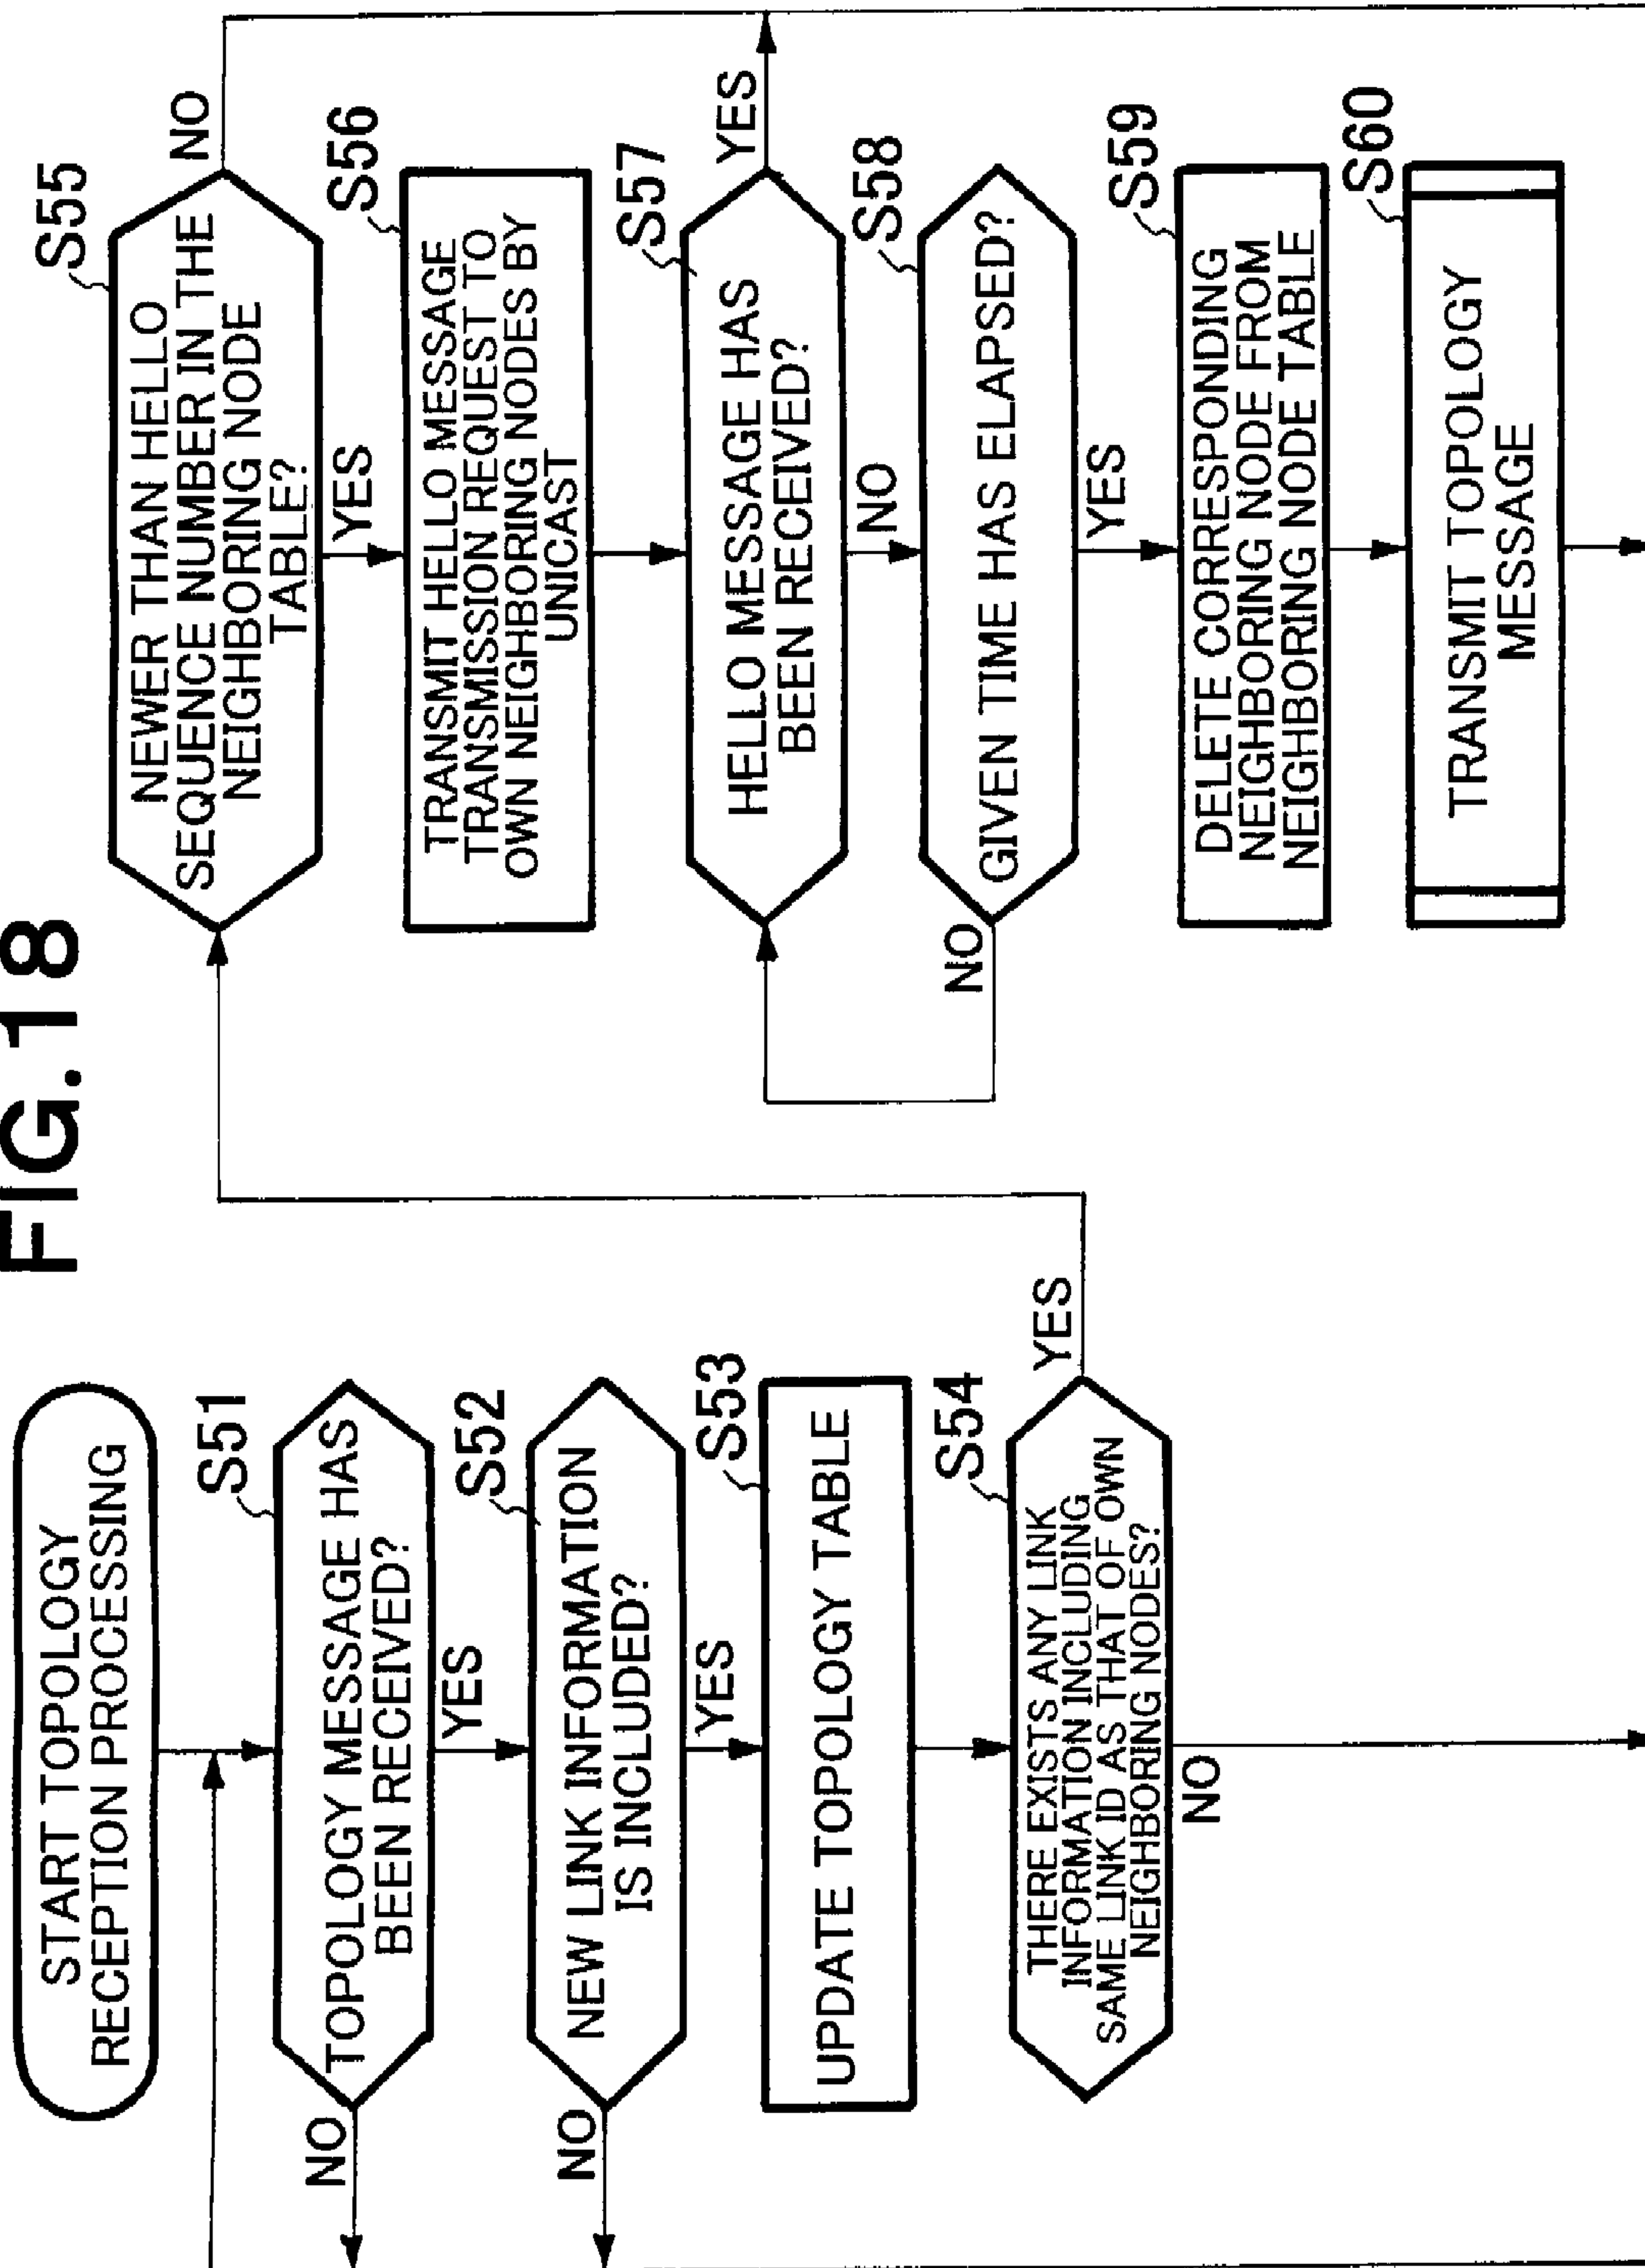 FIG.18
START TOPOLOGY
RECEPTION PROCESSING
S51
TOPOLOGY MESSAGE HAS
BEEN RECEIVED?
NO
YES
S52
NEW LINK INFORMATION
IS INCLUDED?
NO
YES
S53
UPDATE TOPOLOGY TABLE
S54
THERE EXISTS ANY LINK
INFORMATION INCLUDING
SAME LINK ID AS THAT OF OWN
NEIGHBORING NODES?
YES
NO
S55
NEWER THAN HELLO
SEQUENCE NUMBER IN THE
NEIGHBORING NODE
TABLE?
NO
YES
S56
TRANSMIT HELLO MESSAGE
TRANSMISSION REQUEST TO
OWN NEIGHBORING NODES BY
UNICAST
S57
HELLO MESSAGE HAS
BEEN RECEIVED?
YES
NO
S58
GIVEN TIME HAS ELAPSED?
NO
YES
S59
DELETE CORRESPONDING
NEIGHBORING NODE FROM
NEIGHBORING NODE TABLE
S60
TRANSMIT TOPOLOGY
MESSAGE